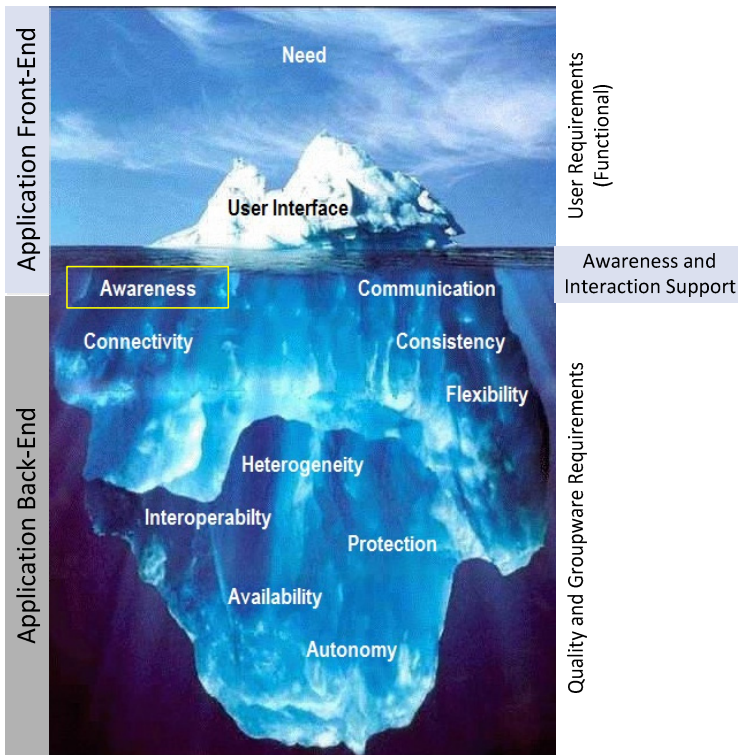 Application Front-End
Need
User Interface
User Requirements
(Functional)
Awareness and
Interaction Support
Awareness
Communication
Connectivity
Consistency
Flexibility
Heterogeneity
Interoperabilty
Protection
Availability
Autonomy
Application Back-End
Quality and Groupware Requirements